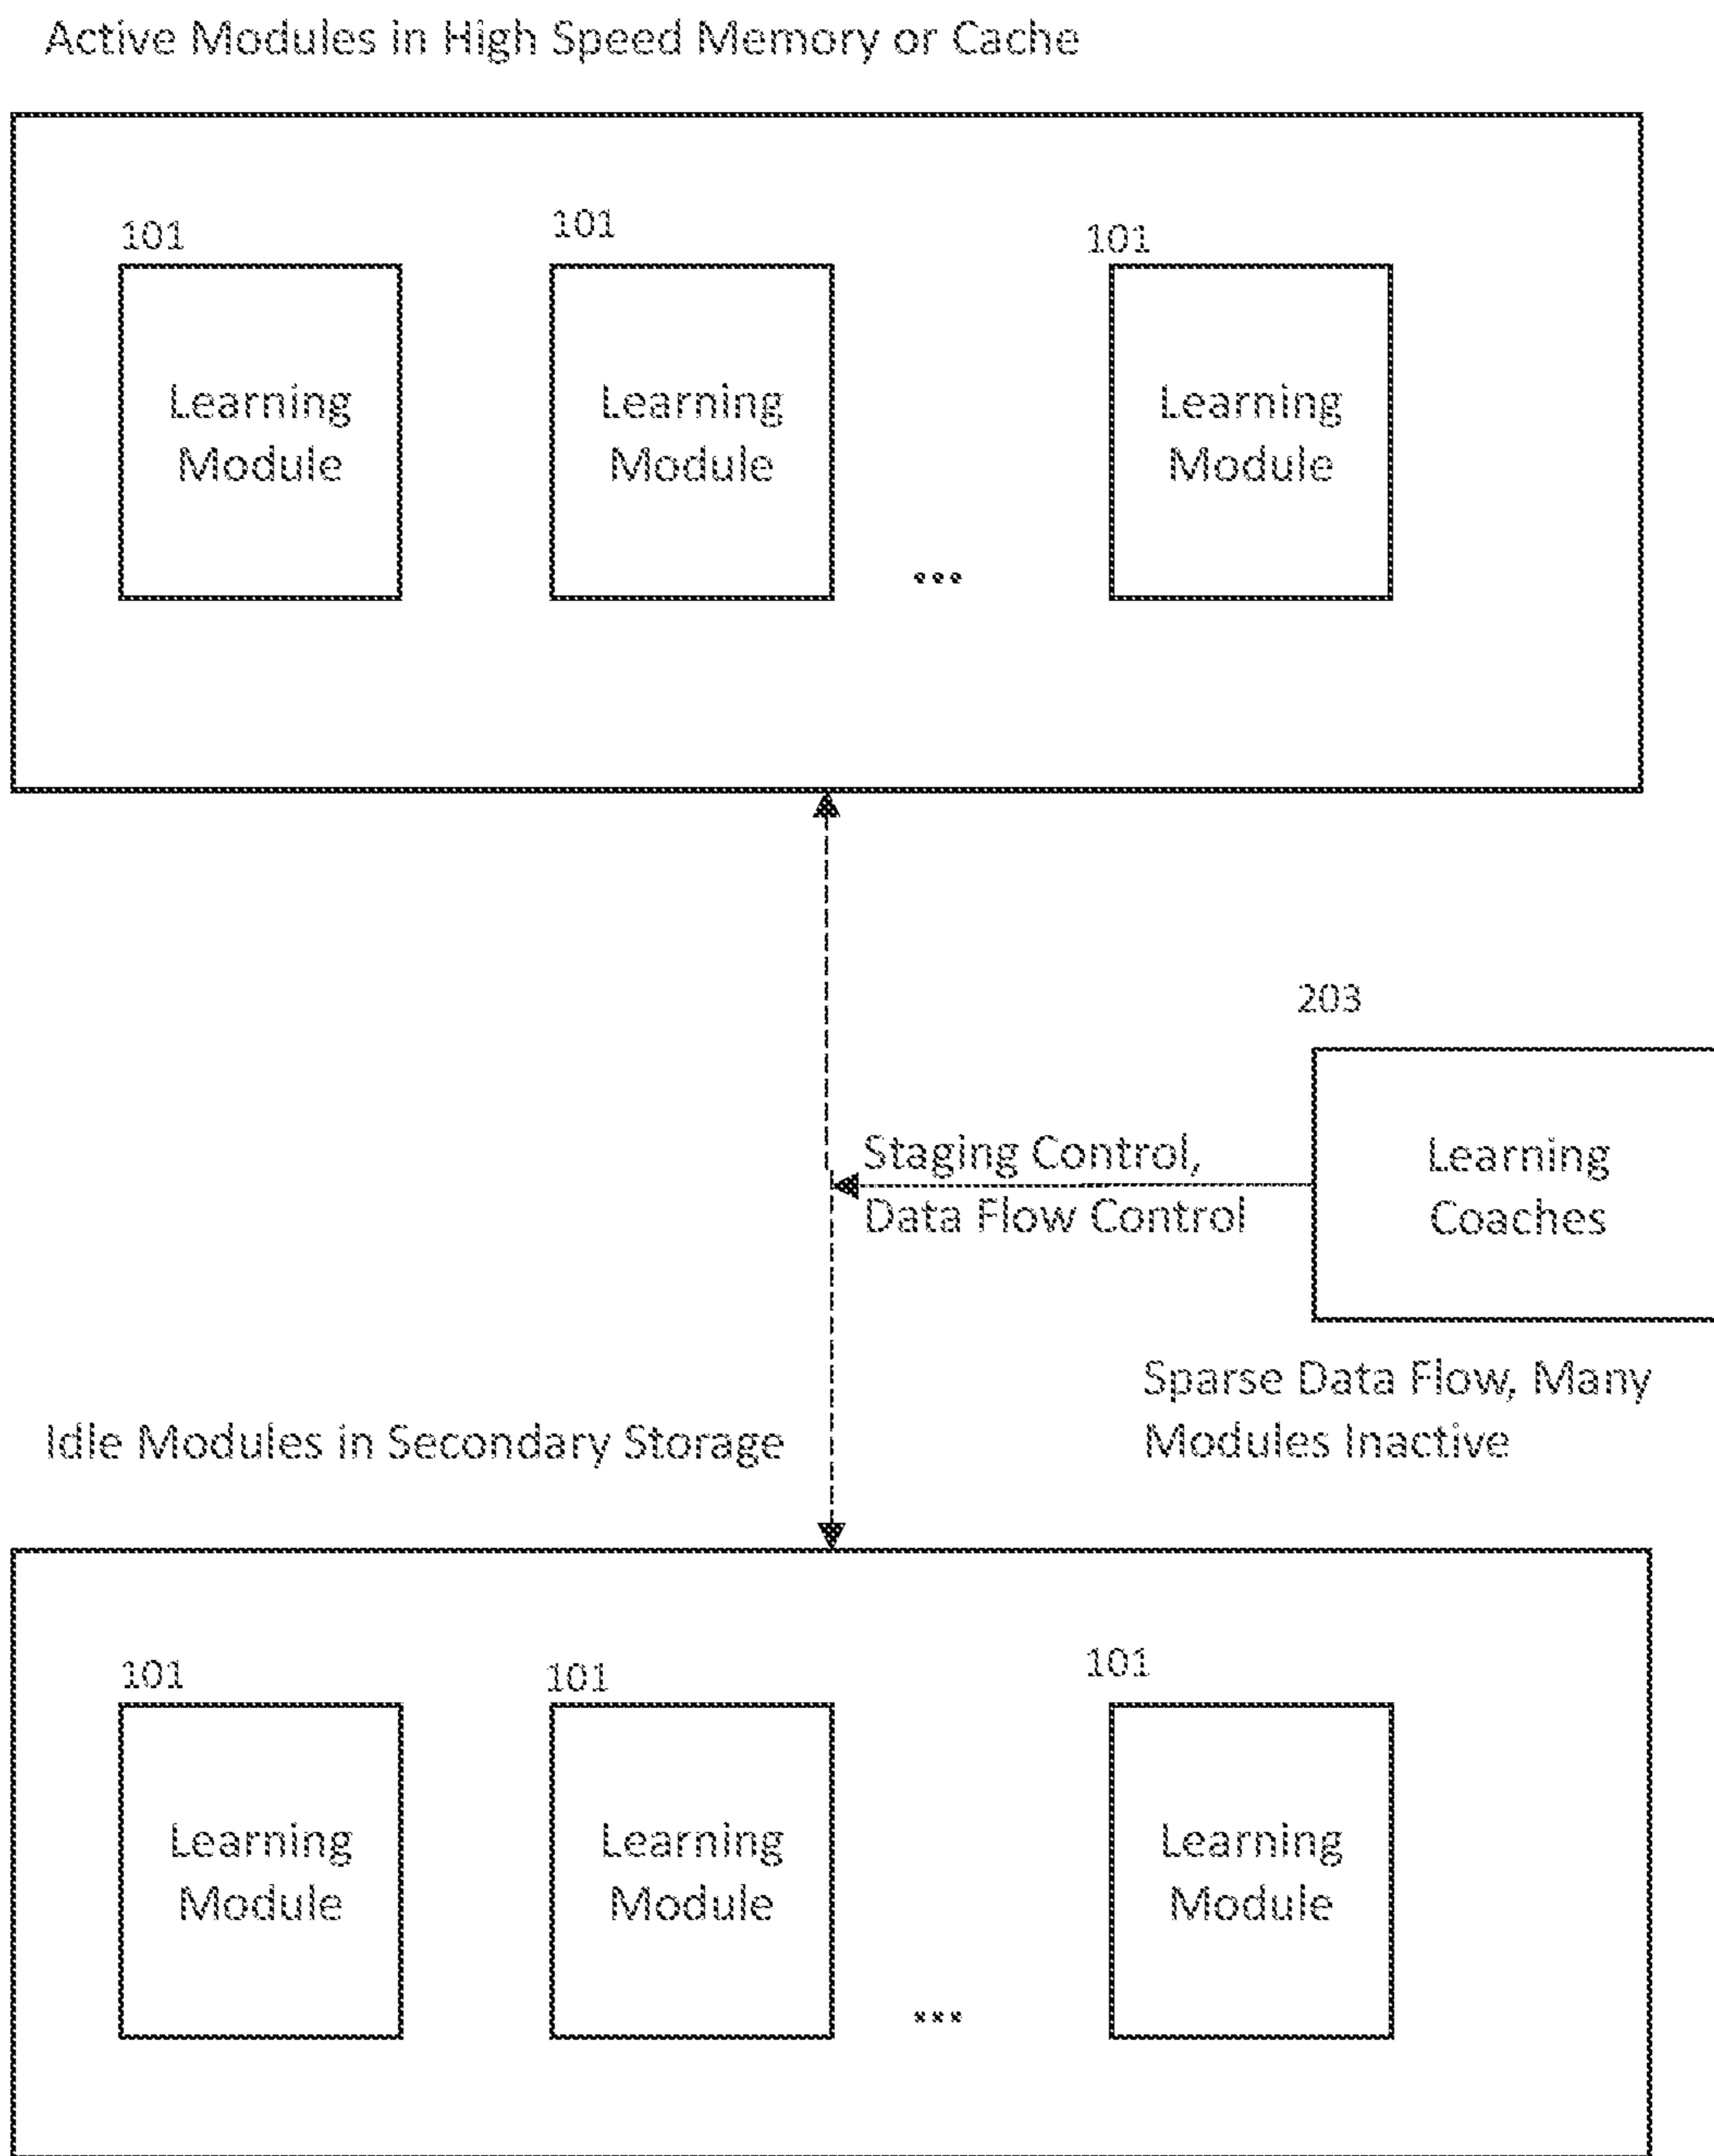 Active Modules in High Speed Memory or Cache
101
101
101
Learning
Module
Learning
Module
Learning
Module
...
203
Staging Control,
Data Flow Control
Learning
Coaches
Sparse Data Flow, Many
Modules Inactive
Idle Modules in Secondary Storage
101
101
101
Learning
Module
Learning
Module
Learning
Module
...